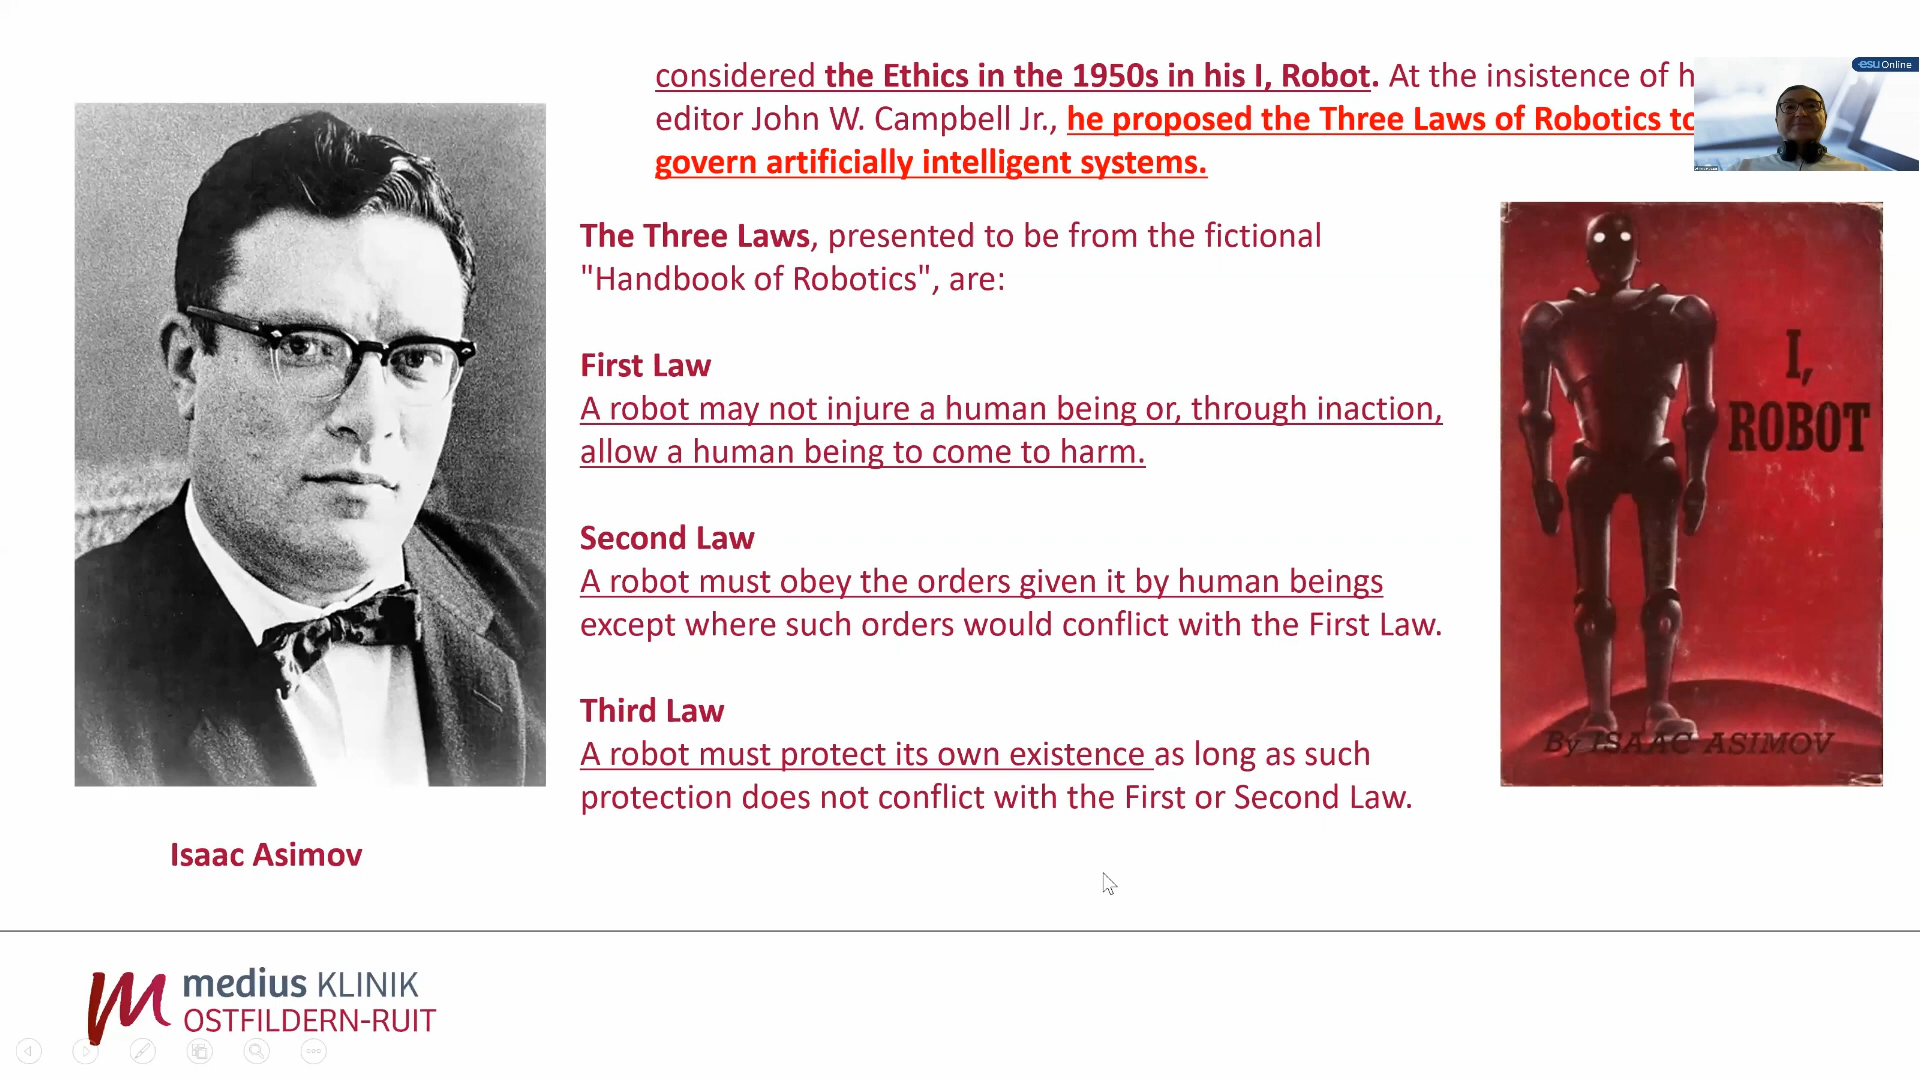 considered the Ethics in the 1950s in his I, Robot. At the insistence of h
editor John W. Campbell Jr., he proposed the Three Laws of Robotics to
govern artificially intelligent systems.
esu Online
The Three Laws, presented to be from the fictional
"Handbook of Robotics", are:
First Law
A robot may not injure a human being or, through inaction,
allow a human being to come to harm.
Second Law
A robot must obey the orders given it by human beings
except where such orders would conflict with the First Law.
Third Law
A robot must protect its own existence as long as such
protection does not conflict with the First or Second Law.
I,
ROBOT
By ISAAC ASIMOV
Isaac Asimov
medius KLINIK
OSTFILDERN-RUIT